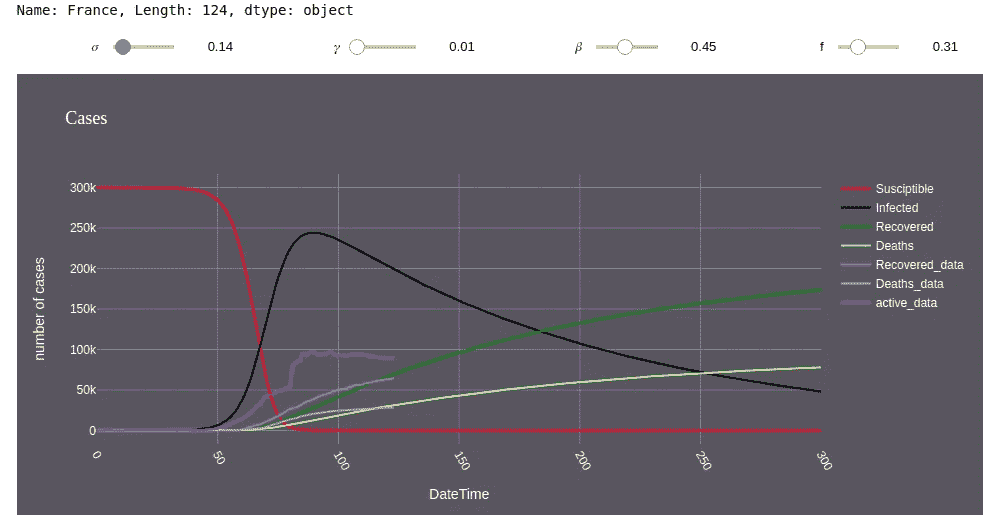 Name: France, Length: 124, dtype: object
σ 0.14 γ 0.01 β 0.45 f 0.31
Cases
300k
250k
200k
150k
100k
50k
0
number of cases
0 50 100 150 200 250 300
DateTime
Susciptible
Infected
Recovered
Deaths
Recovered_data
Deaths_data
active_data